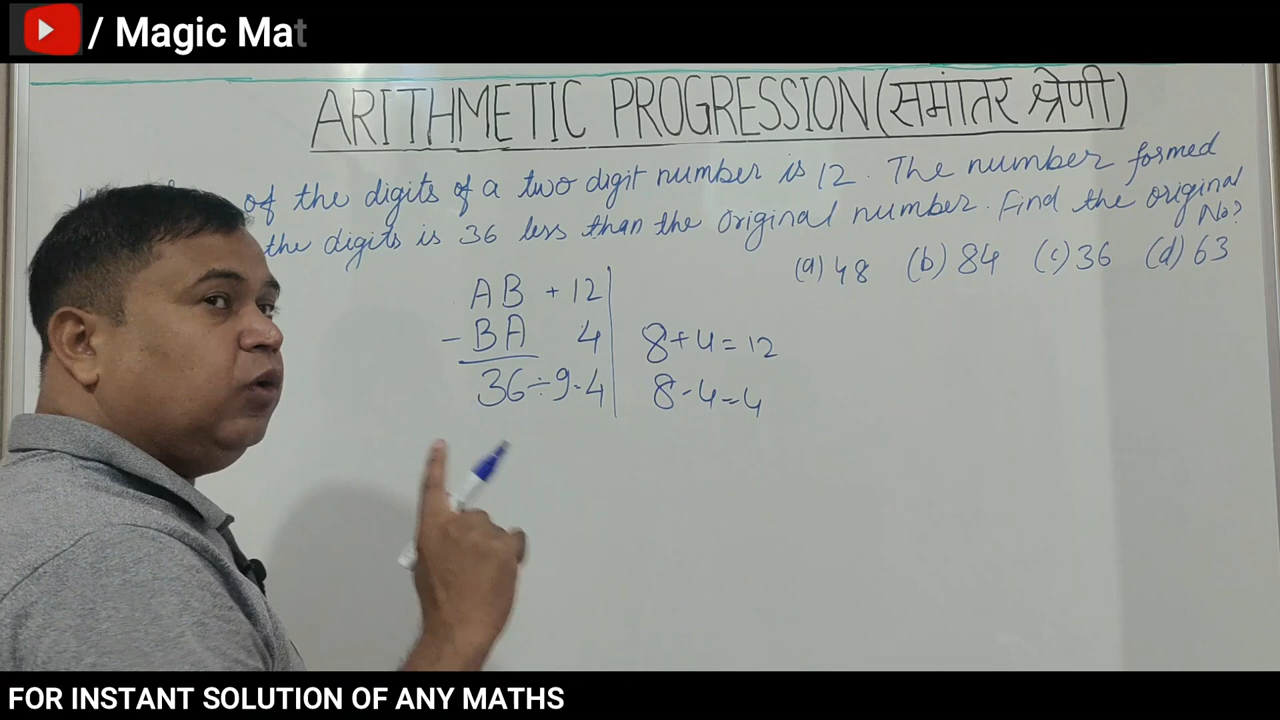 / Magic Mat
ARITHMETIC PROGRESSION (समांतर श्रेणी)
of the digits of a two digit number is 12. The number formed
the digits is 36 less than the original number. Find the original
No?
(a) 48 (b) 84 (c) 36 (d) 63
AB + 12
- BA 4
8+4=12
36÷9-4
8-4=4
FOR INSTANT SOLUTION OF ANY MATHS